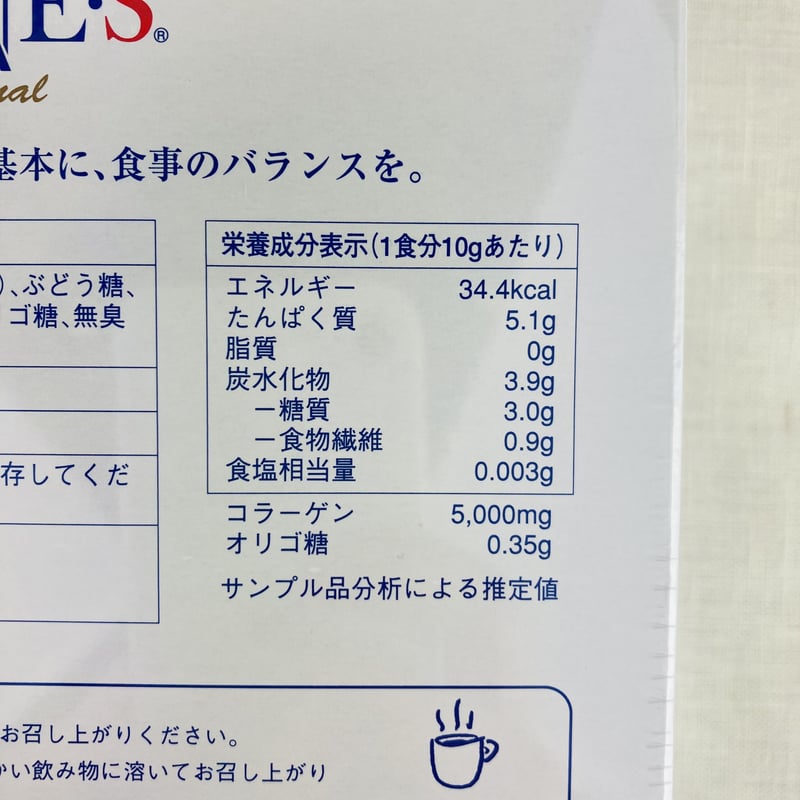 E·S®
nal
基本に、食事のバランスを。
)、ぶどう糖、
ゴ糖、無臭
存してくだ
栄養成分表示(1食分10gあたり)
エネルギー 34.4kcal
たんぱく質 5.1g
脂質 0g
炭水化物 3.9g
ー糖質 3.0g
ー食物繊維 0.9g
食塩相当量 0.003g
コラーゲン 5,000mg
オリゴ糖 0.35g
サンプル品分析による推定値
お召し上がりください。
かい飲み物に溶いてお召し上がり